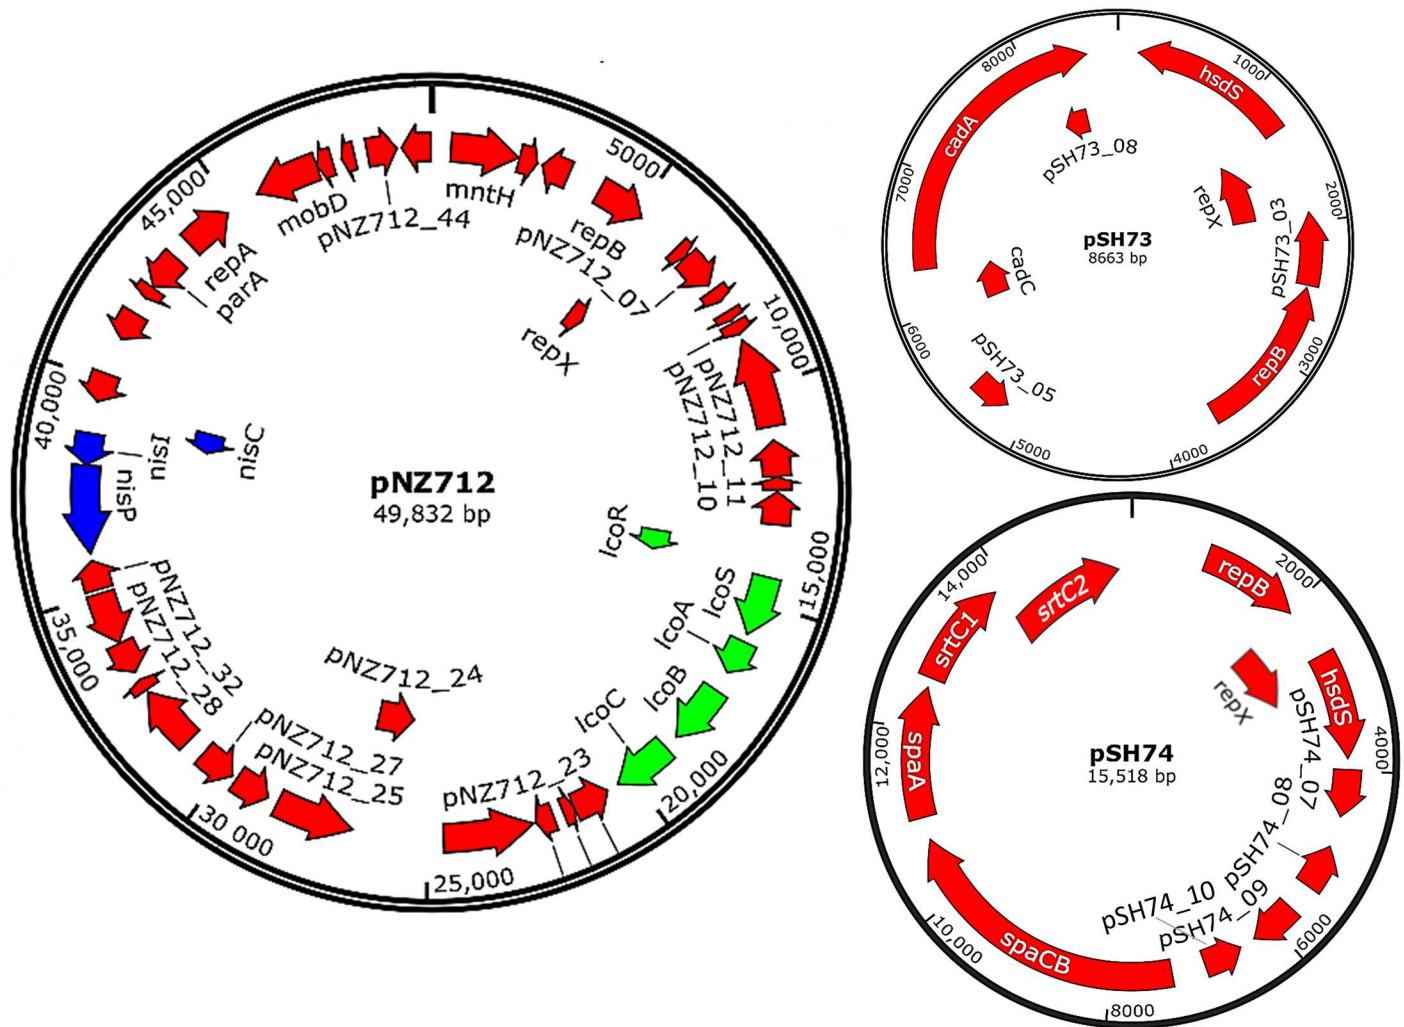 5000
10,000
15,000
20,000
25,000
30 000
35,000
40,000
45,000
mntH
repB
pNZ712_07
repX
pNZ712_11
pNZ712_10
lcoR
lcoS
lcoA
lcoB
lcoC
pNZ712_23
pNZ712_24
pNZ712_25
pNZ712_27
pNZ712_28
pNZ712_32
nisP
nisI
nisC
parA
repA
mobD
pNZ712_44
pNZ712
49,832 bp
1000
2000
3000
4000
5000
6000
7000
8000
hsdS
repX
pSH73_03
repB
pSH73_05
cadC
cadA
pSH73_08
pSH73
8663 bp
2000
4000
6000
8000
10,000
12,000
14,000
repB
repX
hsdS
pSH74_07
pSH74_08
pSH74_09
pSH74_10
spaCB
spaA
srtC1
srtC2
pSH74
15,518 bp